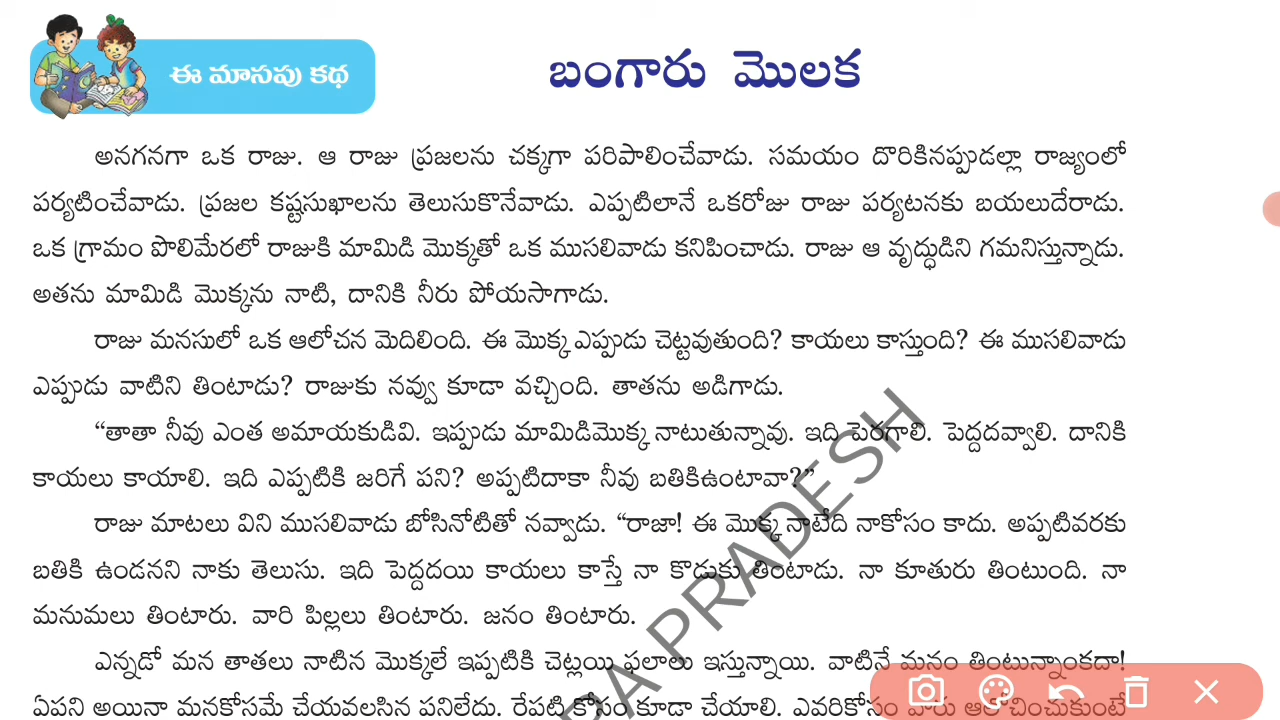 ఈ మాసపు కథ
బంగారు మొలక
అనగనగా ఒక రాజు. ఆ రాజు ప్రజలను చక్కగా పరిపాలించేవాడు. సమయం దొరికినప్పుడల్లా రాజ్యంలో
పర్యటించేవాడు. ప్రజల కష్టసుఖాలను తెలుసుకొనేవాడు. ఎప్పటిలానే ఒకరోజు రాజు పర్యటనకు బయలుదేరాడు.
ఒక గ్రామం పొలిమేరలో రాజుకి మామిడి మొక్కతో ఒక ముసలివాడు కనిపించాడు. రాజు ఆ వృద్ధుడిని గమనిస్తున్నాడు.
అతను మామిడి మొక్కను నాటి, దానికి నీరు పోయసాగాడు.
రాజు మనసులో ఒక ఆలోచన మెదిలింది. ఈ మొక్క ఎప్పుడు చెట్టవుతుంది? కాయలు కాస్తుంది? ఈ ముసలివాడు
ఎప్పుడు వాటిని తింటాడు? రాజుకు నవ్వు కూడా వచ్చింది. తాతను అడిగాడు.
“తాతా నీవు ఎంత అమాయకుడివి. ఇప్పుడు మామిడిమొక్క నాటుతున్నావు. ఇది పెరగాలి. పెద్దదవ్వాలి. దానికి
కాయలు కాయాలి. ఇది ఎప్పటికి జరిగే పని? అప్పటిదాకా నీవు బతికిఉంటావా?”
రాజు మాటలు విని ముసలివాడు బోసినోటితో నవ్వాడు. “రాజా! ఈ మొక్క నాటేది నాకోసం కాదు. అప్పటివరకు
బతికి ఉండనని నాకు తెలుసు. ఇది పెద్దదయి కాయలు కాస్తే నా కొడుకు తింటాడు. నా కూతురు తింటుంది. నా
మనుమలు తింటారు. వారి పిల్లలు తింటారు. జనం తింటారు.
ఎన్నడో మన తాతలు నాటిన మొక్కలే ఇప్పటికి చెట్లయి ఫలాలు ఇస్తున్నాయి. వాటినే మనం తింటున్నాంకదా!
ఏపని అయినా మనకోసమే చేయవలసిన పనిలేదు. రేపటి కోసం కూడా చేయాలి. ఎవరికోసం వారు ఆలోచించుకుంటే
PA PRADESH